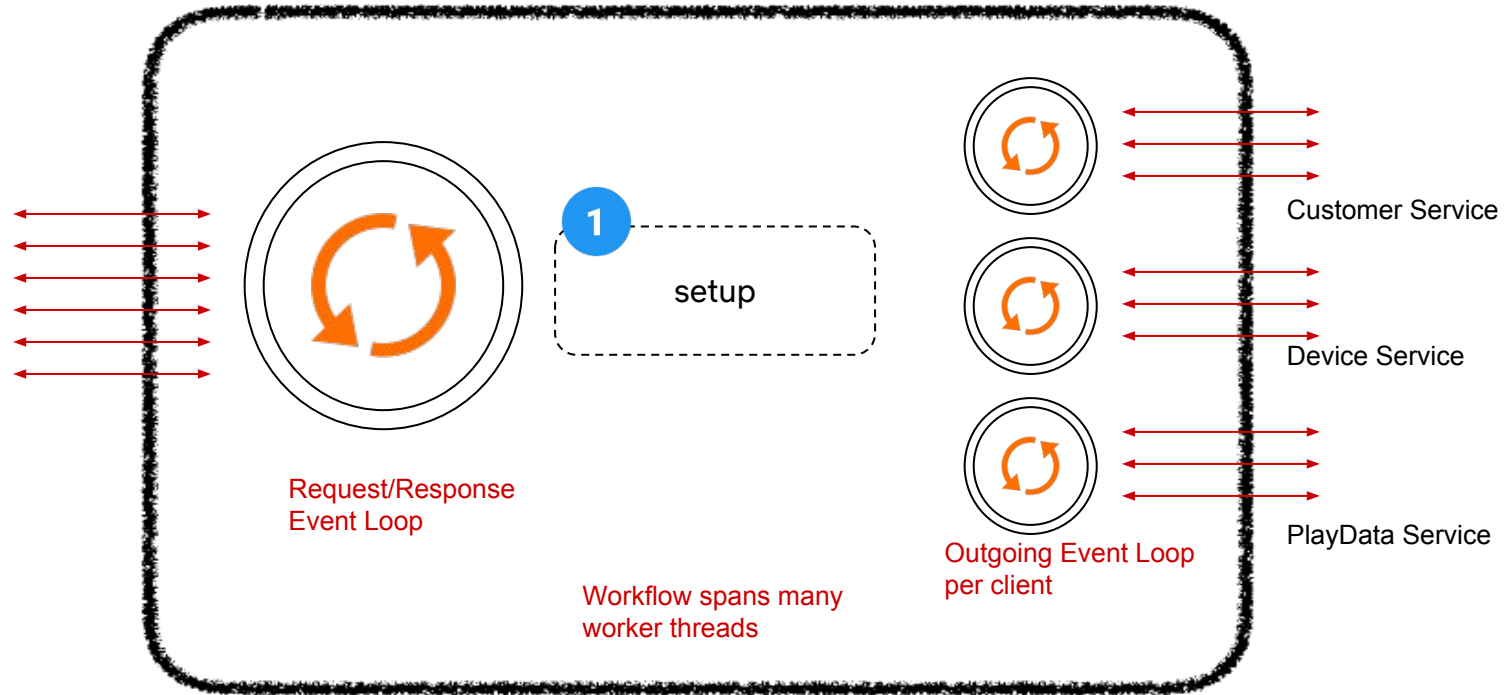 1
setup
Request/Response
Event Loop
Workflow spans many
worker threads
Outgoing Event Loop
per client
Customer Service
Device Service
PlayData Service